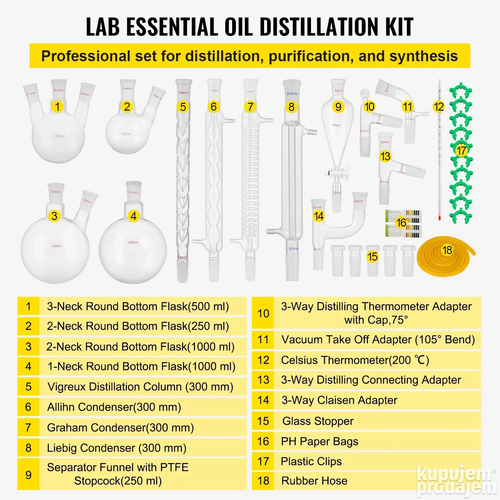 LAB ESSENTIAL OIL DISTILLATION KIT
Professional set for distillation, purification, and synthesis
1
2
5
6
7
8
9
10
11
12
13
17
3
4
14
15
16
18
1 3-Neck Round Bottom Flask(500 ml)
2 2-Neck Round Bottom Flask(250 ml)
3 2-Neck Round Bottom Flask(1000 ml)
4 1-Neck Round Bottom Flask(1000 ml)
5 Vigreux Distillation Column (300 mm)
6 Allihn Condenser(300 mm)
7 Graham Condenser(300 mm)
8 Liebig Condenser (300 mm)
9 Separator Funnel with PTFE
Stopcock(250 ml)
10 3-Way Distilling Thermometer Adapter
with Cap,75°
11 Vacuum Take Off Adapter (105° Bend)
12 Celsius Thermometer(200 ℃)
13 3-Way Distilling Connecting Adapter
14 3-Way Claisen Adapter
15 Glass Stopper
16 PH Paper Bags
17 Plastic Clips
18 Rubber Hose
kupujem
prodajem